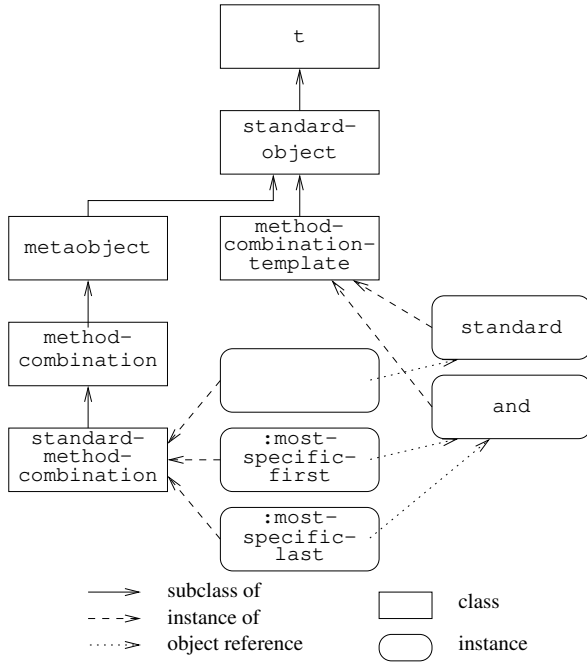 t
standard-
object
metaobject
method-
combination-
template
standard
method-
combination
and
standard-
method-
combination
:most-
specific-
first
:most-
specific-
last
subclass of
instance of
object reference
class
instance